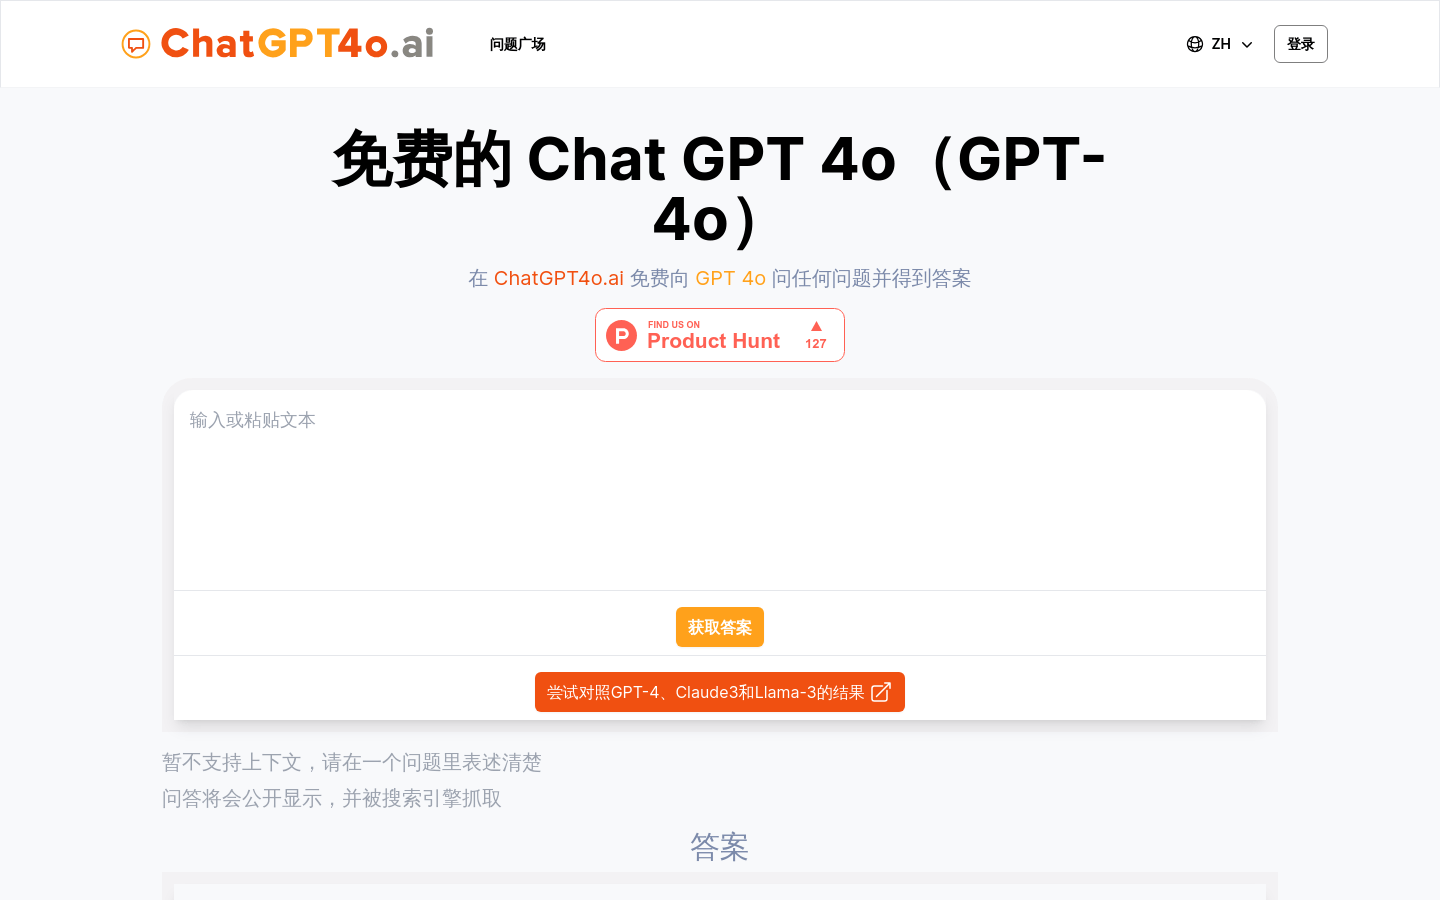 ChatGPT4o.ai
问题广场
ZH
登录
免费的 Chat GPT 4o（GPT-
4o）
在 ChatGPT4o.ai 免费向 GPT 4o 问任何问题并得到答案
P
FIND US ON
Product Hunt
127
输入或粘贴文本
获取答案
尝试对照GPT-4、Claude3和Llama-3的结果
暂不支持上下文，请在一个问题里表述清楚
问答将会公开显示，并被搜索引擎抓取
答案